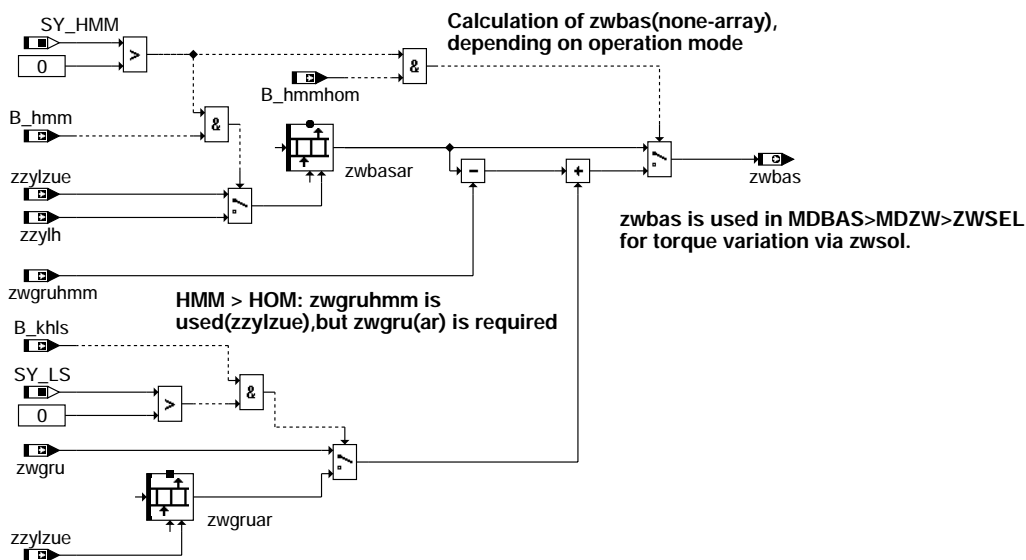 SY_HMM
Calculation of zwbas(none-array),
depending on operation mode
>
0
&
B_hmmhom
B_hmm
&
zwbasar
zzylzue
-
+
zwbas
zzylh
zwbas is used in MDBAS>MDZW>ZWSEL
for torque variation via zwsol.
zwgruhmm
HMM > HOM: zwgruhmm is
used(zzylzue),but zwgru(ar) is required
B_khls
SY_LS
&
>
0
zwgru
zwgruar
zzylzue